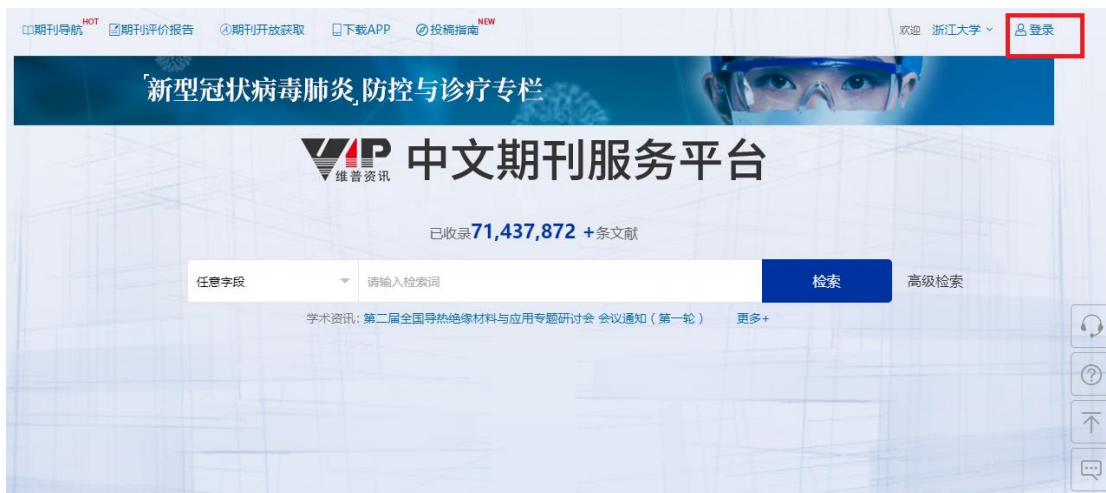 期刊导航HOT 期刊评价报告 期刊开放获取 下载APP 投稿指南NEW 欢迎 浙江大学 登录
「新型冠状病毒肺炎」防控与诊疗专栏
VIP 维普资讯 中文期刊服务平台
已收录71,437,872 +条文献
任意字段 请输入检索词 检索 高级检索
学术资讯: 第二届全国导热绝缘材料与应用专题研讨会 会议通知（第一轮） 更多+